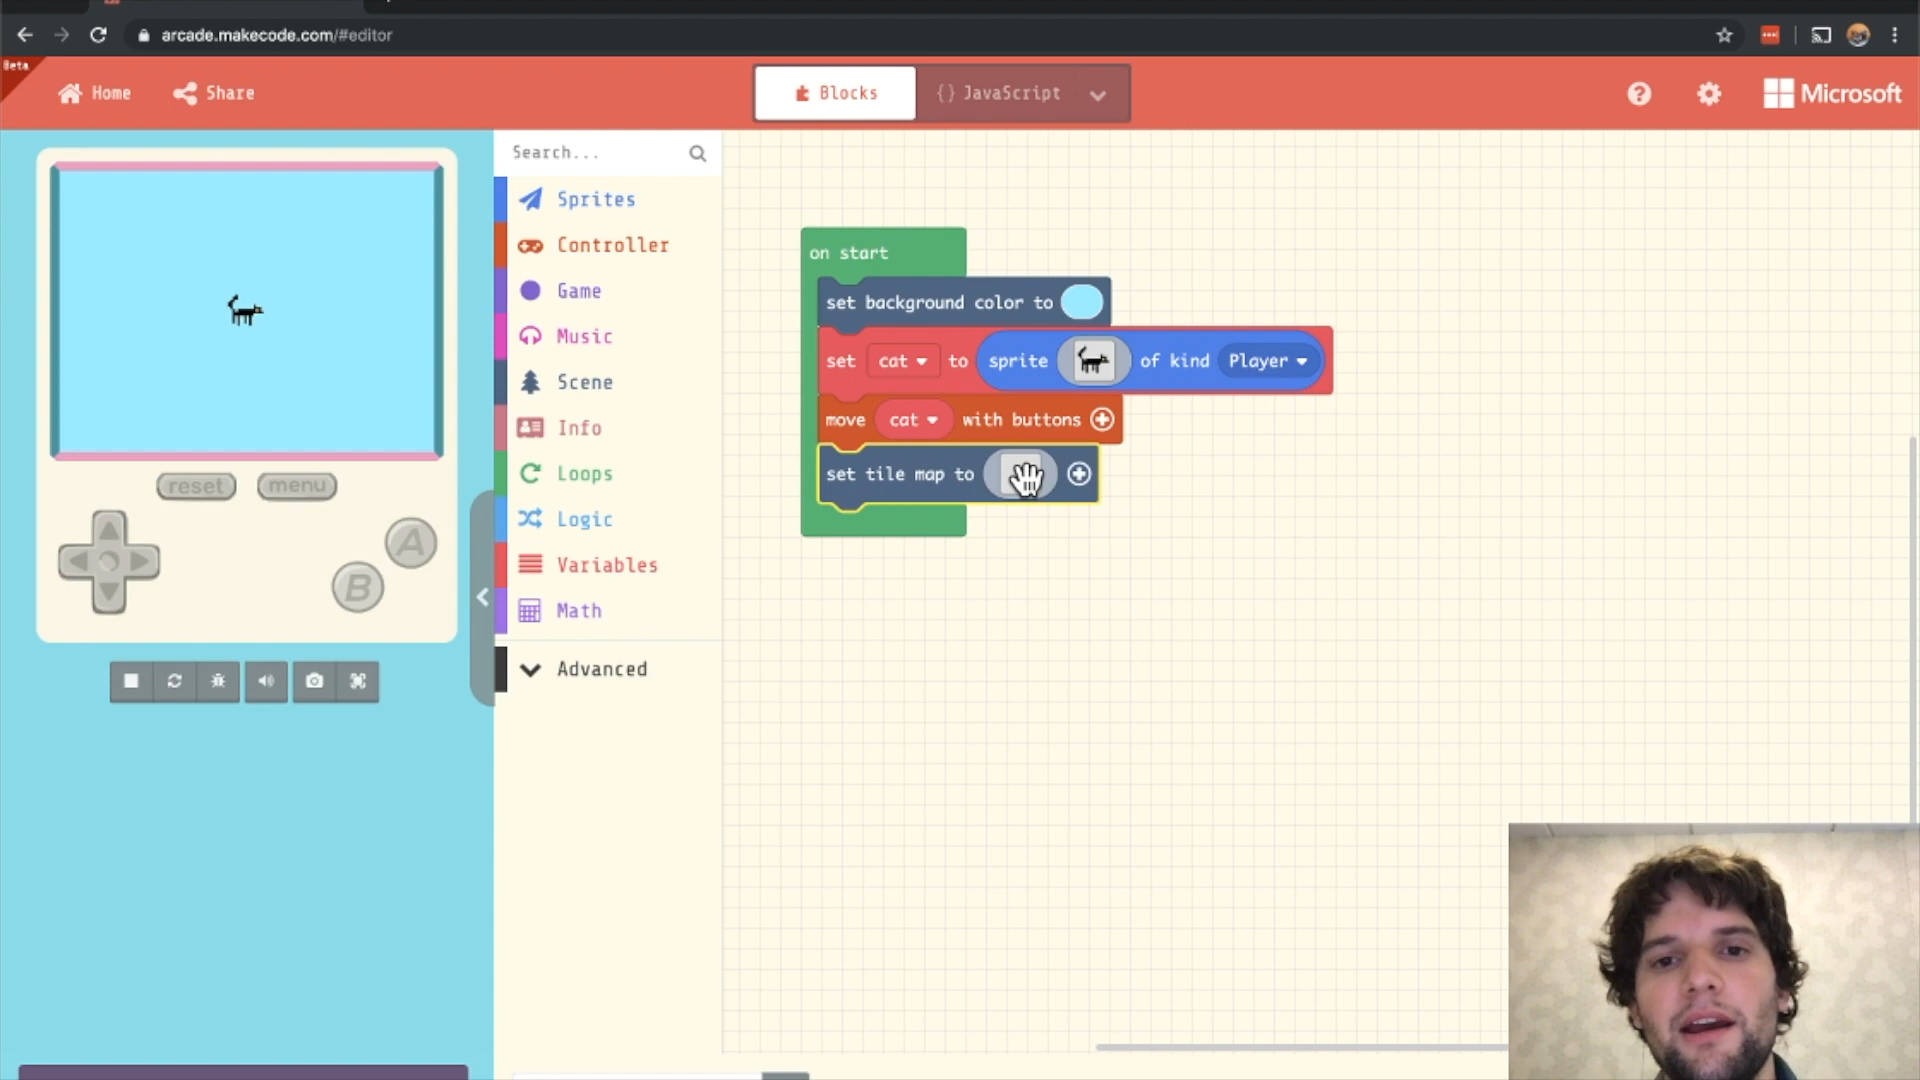 arcade.makecode.com/#editor
Beta
Home
Share
Blocks
{} JavaScript
Microsoft
Search...
Sprites
Controller
Game
Music
Scene
Info
Loops
Logic
Variables
Math
Advanced
reset
menu
A
B
on start
set background color to
set cat to sprite of kind Player
move cat with buttons
set tile map to